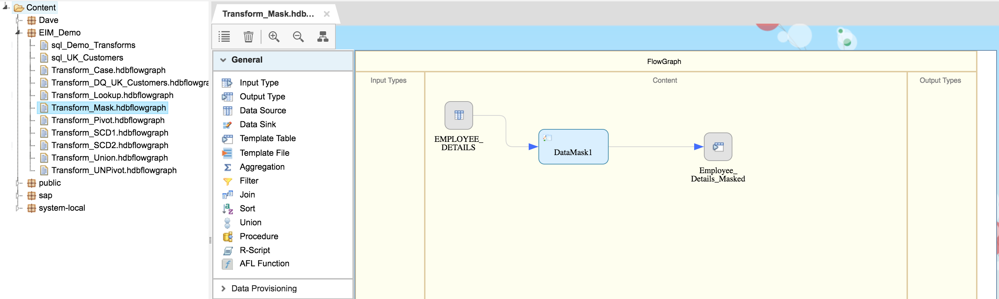 Content
Dave
EIM_Demo
sql_Demo_Transforms
sql_UK_Customers
Transform_Case.hdbflowgraph
Transform_DQ_UK_Customers.hdbflowgra
Transform_Lookup.hdbflowgraph
Transform_Mask.hdbflowgraph
Transform_Pivot.hdbflowgraph
Transform_SCD1.hdbflowgraph
Transform_SCD2.hdbflowgraph
Transform_Union.hdbflowgraph
Transform_UNPivot.hdbflowgraph
public
sap
system-local
Transform_Mask.hdb...
General
Input Type
Output Type
Data Source
Data Sink
Template Table
Template File
Aggregation
Filter
Join
Sort
Union
Procedure
R-Script
AFL Function
Data Provisioning
FlowGraph
Input Types
Content
Output Types
EMPLOYEE_
DETAILS
DataMask1
Employee_
Details_Masked